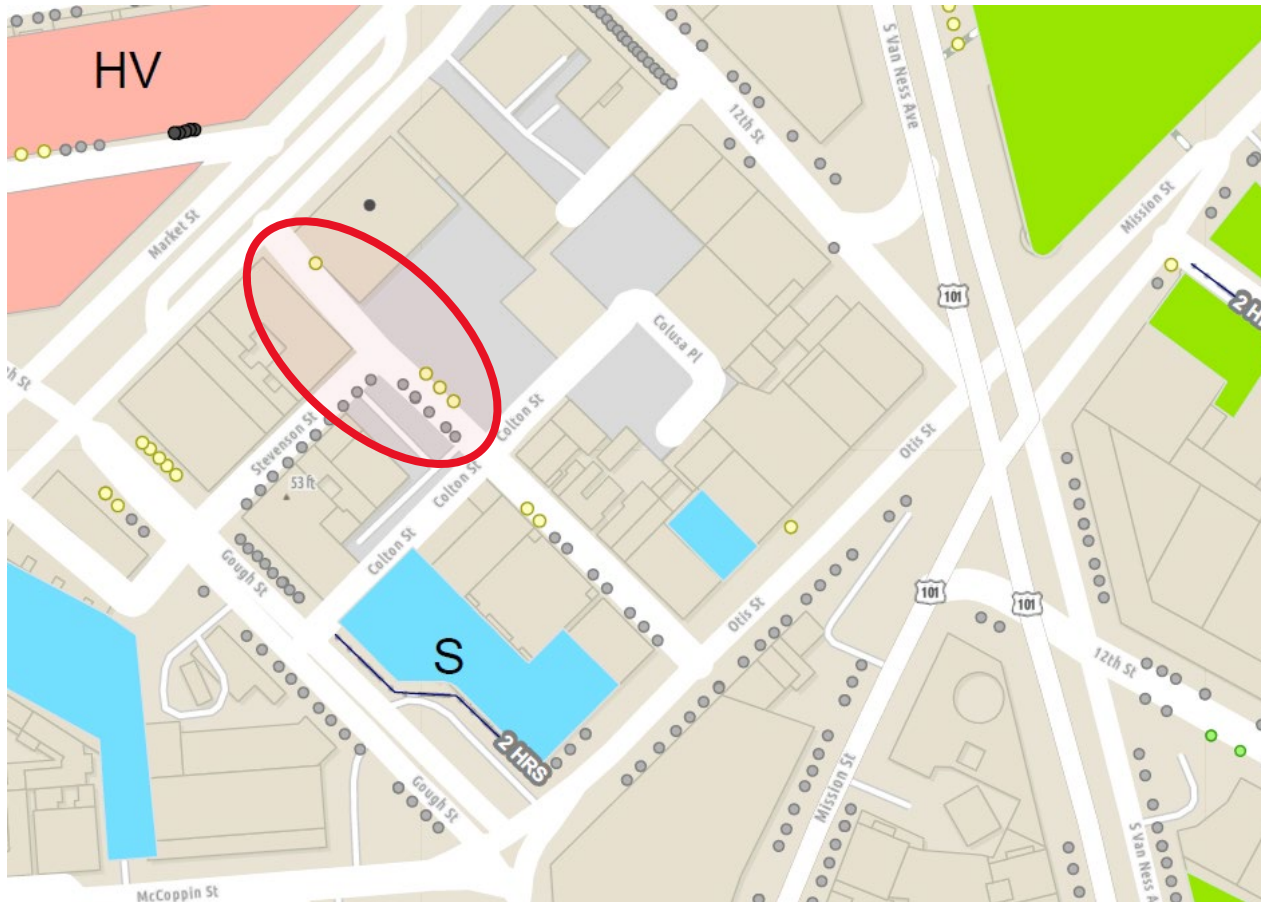 HV
S Van Ness Ave
12th St
Market St
Mission St
101
2 H
Colusa Pl
gh St
Colton St
Stevenson St
Colton St
Otis St
53 ft
Colton St
Gough St
101
101
Otis St
S
12th St
2 HRS
Gough St
Mission St
S Van Ness A
McCoppin St